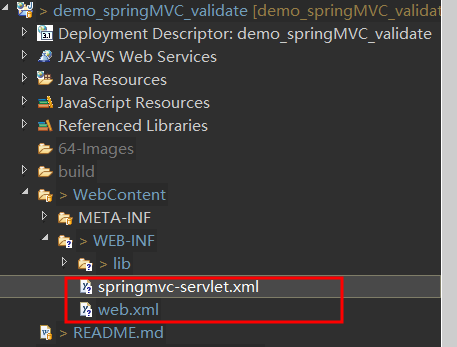 > demo_springMVC_validate [demo_springMVC_validat
Deployment Descriptor: demo_springMVC_validate
JAX-WS Web Services
Java Resources
JavaScript Resources
Referenced Libraries
64-Images
> build
> WebContent
META-INF
> WEB-INF
> lib
springmvc-servlet.xml
web.xml
> README.md